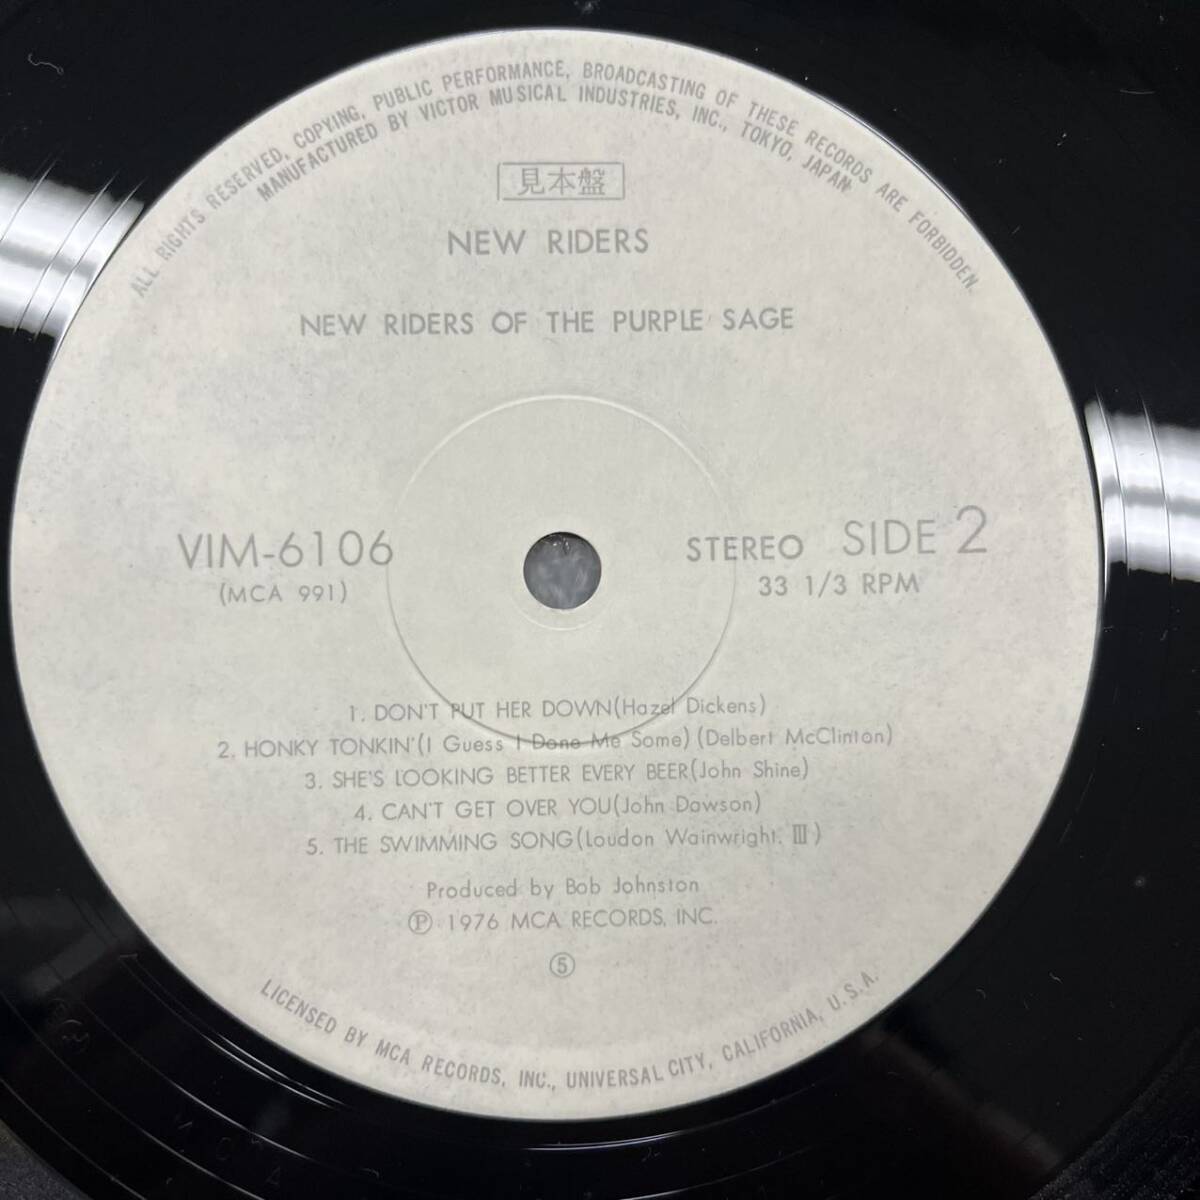 ALL RIGHTS RESERVED, COPYING, PUBLIC PERFORMANCE, BROADCASTING OF THESE RECORDS ARE FORBIDDEN.
MANUFACTURED BY VICTOR MUSICAL INDUSTRIES, INC., TOKYO, JAPAN
見本盤
NEW RIDERS
NEW RIDERS OF THE PURPLE SAGE
VIM-6106
(MCA 991)
STEREO SIDE 2
33 1/3 RPM
1. DON'T PUT HER DOWN(Hazel Dickens)
2. HONKY TONKIN'(I Guess I Done Me Some)(Delbert McClinton)
3. SHE'S LOOKING BETTER EVERY BEER(John Shine)
4. CAN'T GET OVER YOU(John Dawson)
5. THE SWIMMING SONG(Loudon Wainwright, III)
Produced by Bob Johnston
Ⓟ 1976 MCA RECORDS, INC.
⑤
LICENSED BY MCA RECORDS, INC., UNIVERSAL CITY, CALIFORNIA, U.S.A.